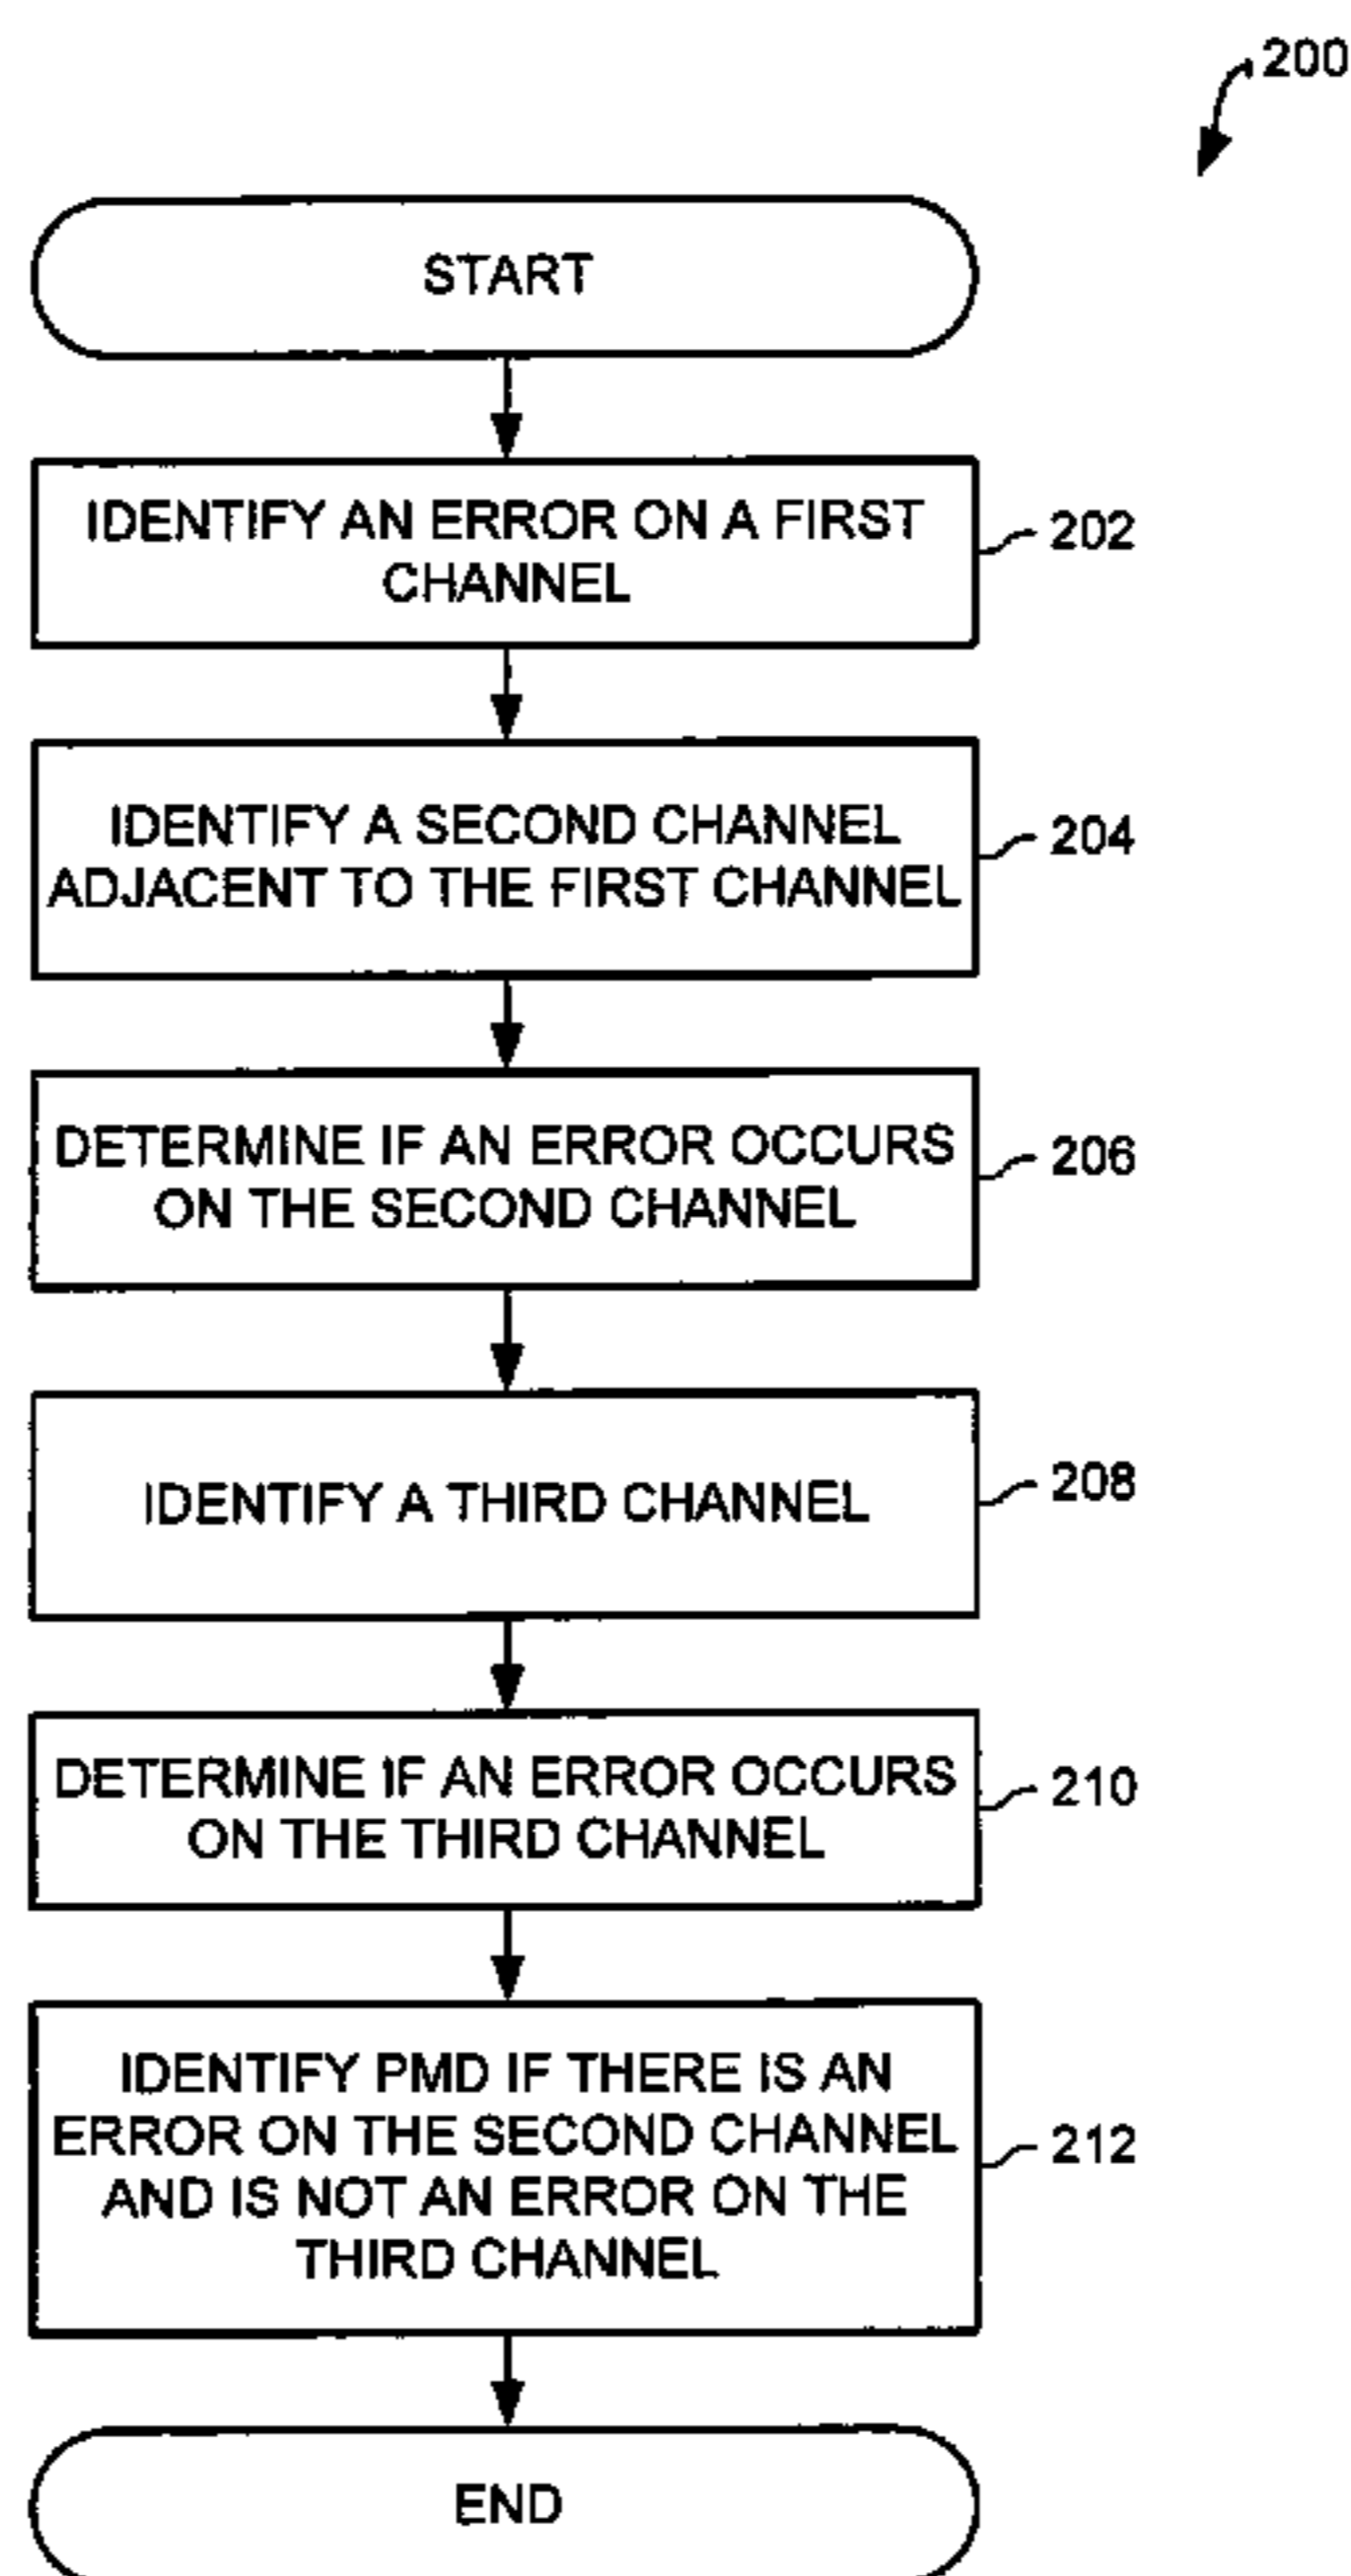 200
START
IDENTIFY AN ERROR ON A FIRST
CHANNEL
202
IDENTIFY A SECOND CHANNEL
ADJACENT TO THE FIRST CHANNEL
204
DETERMINE IF AN ERROR OCCURS
ON THE SECOND CHANNEL
206
IDENTIFY A THIRD CHANNEL
208
DETERMINE IF AN ERROR OCCURS
ON THE THIRD CHANNEL
210
IDENTIFY PMD IF THERE IS AN
ERROR ON THE SECOND CHANNEL
AND IS NOT AN ERROR ON THE
THIRD CHANNEL
212
END